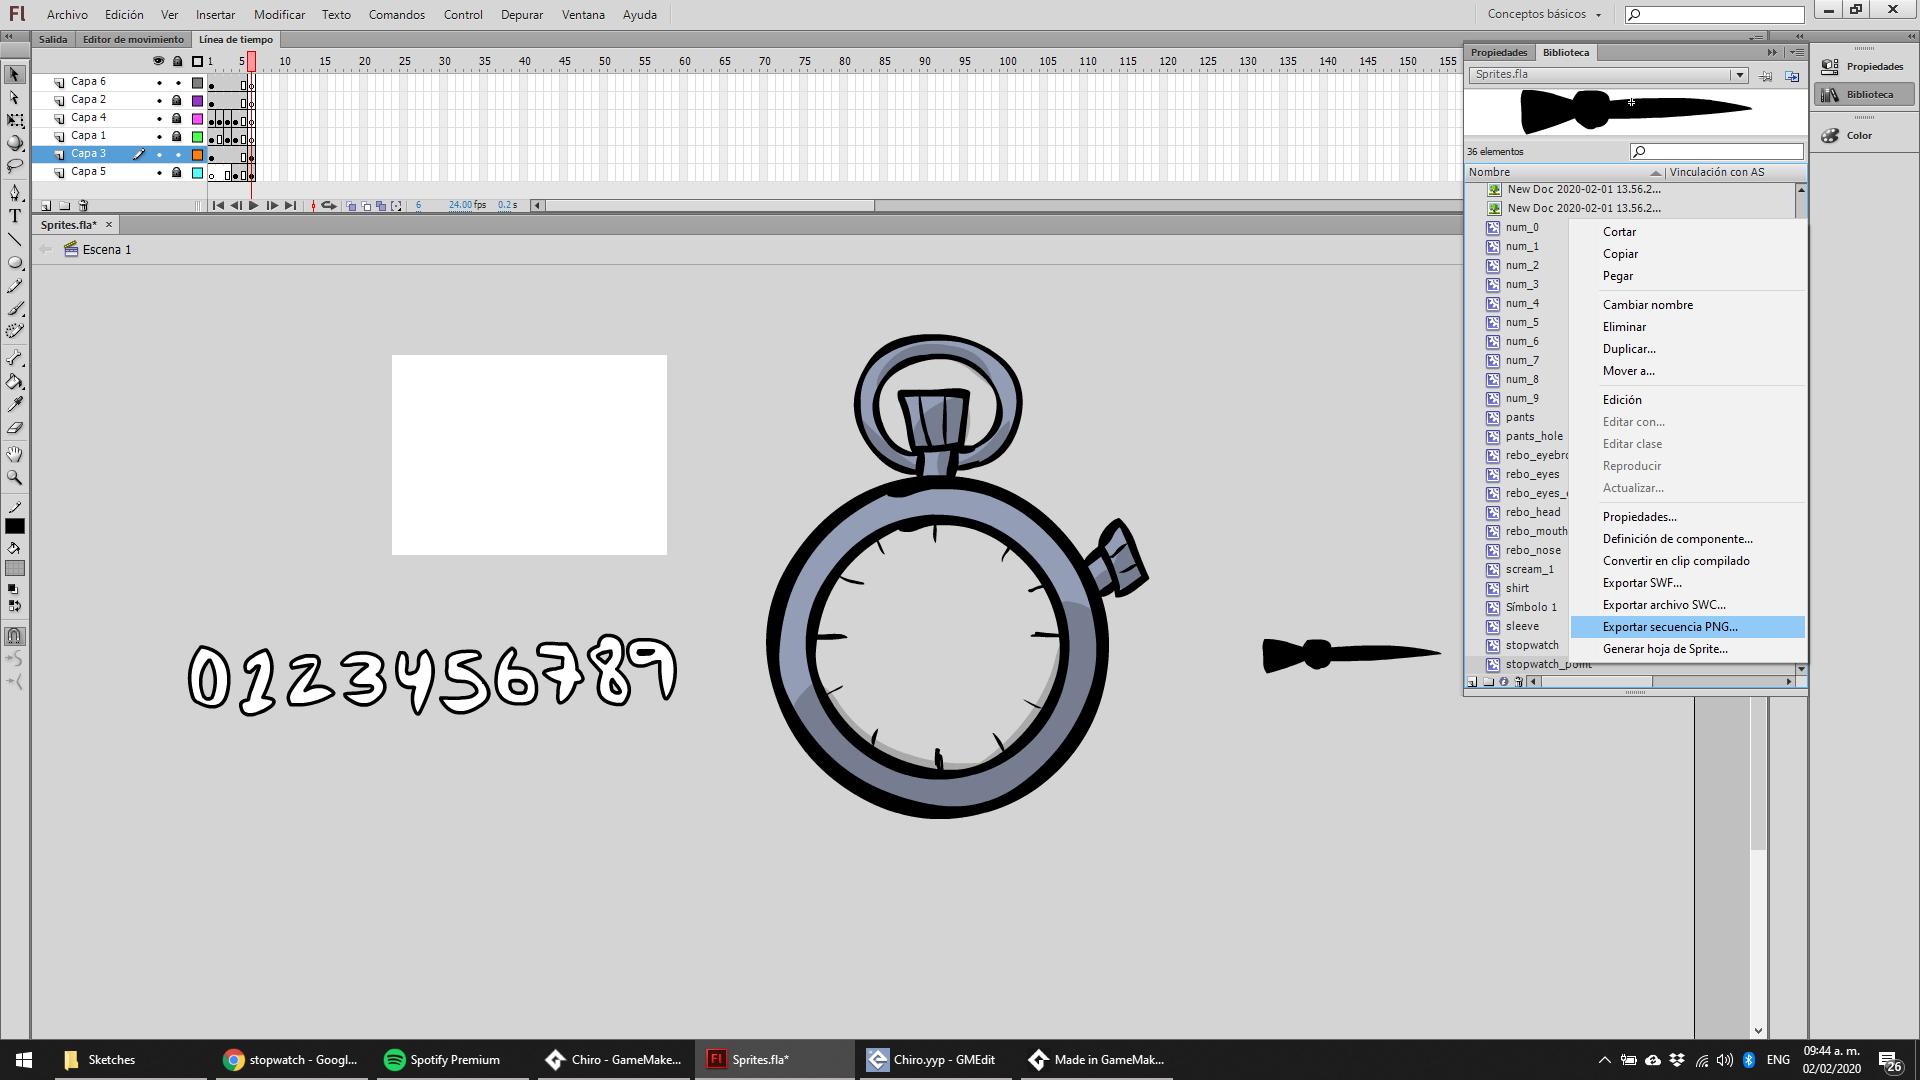 Fl Archivo Edición Ver Insertar Modificar Texto Comandos Control Depurar Ventana Ayuda Conceptos básicos
Salida Editor de movimiento Línea de tiempo
1 5 10 15 20 25 30 35 40 45 50 55 60 65 70 75 80 85 90 95 100 105 110 115 120 125 130 135 140 145 150 155
Capa 6
Capa 2
Capa 4
Capa 1
Capa 3
Capa 5
6 24.00 fps 0.2 s
Sprites.fla*
Escena 1
0123456789
Propiedades Biblioteca
Sprites.fla
36 elementos
Nombre Vinculación con AS
New Doc 2020-02-01 13.56.2...
New Doc 2020-02-01 13.56.2...
num_0
num_1
num_2
num_3
num_4
num_5
num_6
num_7
num_8
num_9
pants
pants_hole
rebo_eyebro
rebo_eyes
rebo_eyes_
rebo_head
rebo_mouth
rebo_nose
scream_1
shirt
Símbolo 1
sleeve
stopwatch
stopwatch_point
Cortar
Copiar
Pegar
Cambiar nombre
Eliminar
Duplicar...
Mover a...
Edición
Editar con...
Editar clase
Reproducir
Actualizar...
Propiedades...
Definición de componente...
Convertir en clip compilado
Exportar SWF...
Exportar archivo SWC...
Exportar secuencia PNG...
Generar hoja de Sprite...
Propiedades
Biblioteca
Color
Sketches
stopwatch - Googl...
Spotify Premium
Chiro - GameMake...
Fl Sprites.fla*
Chiro.yyp - GMEdit
Made in GameMak...
ENG
09:44 a. m.
02/02/2020
26